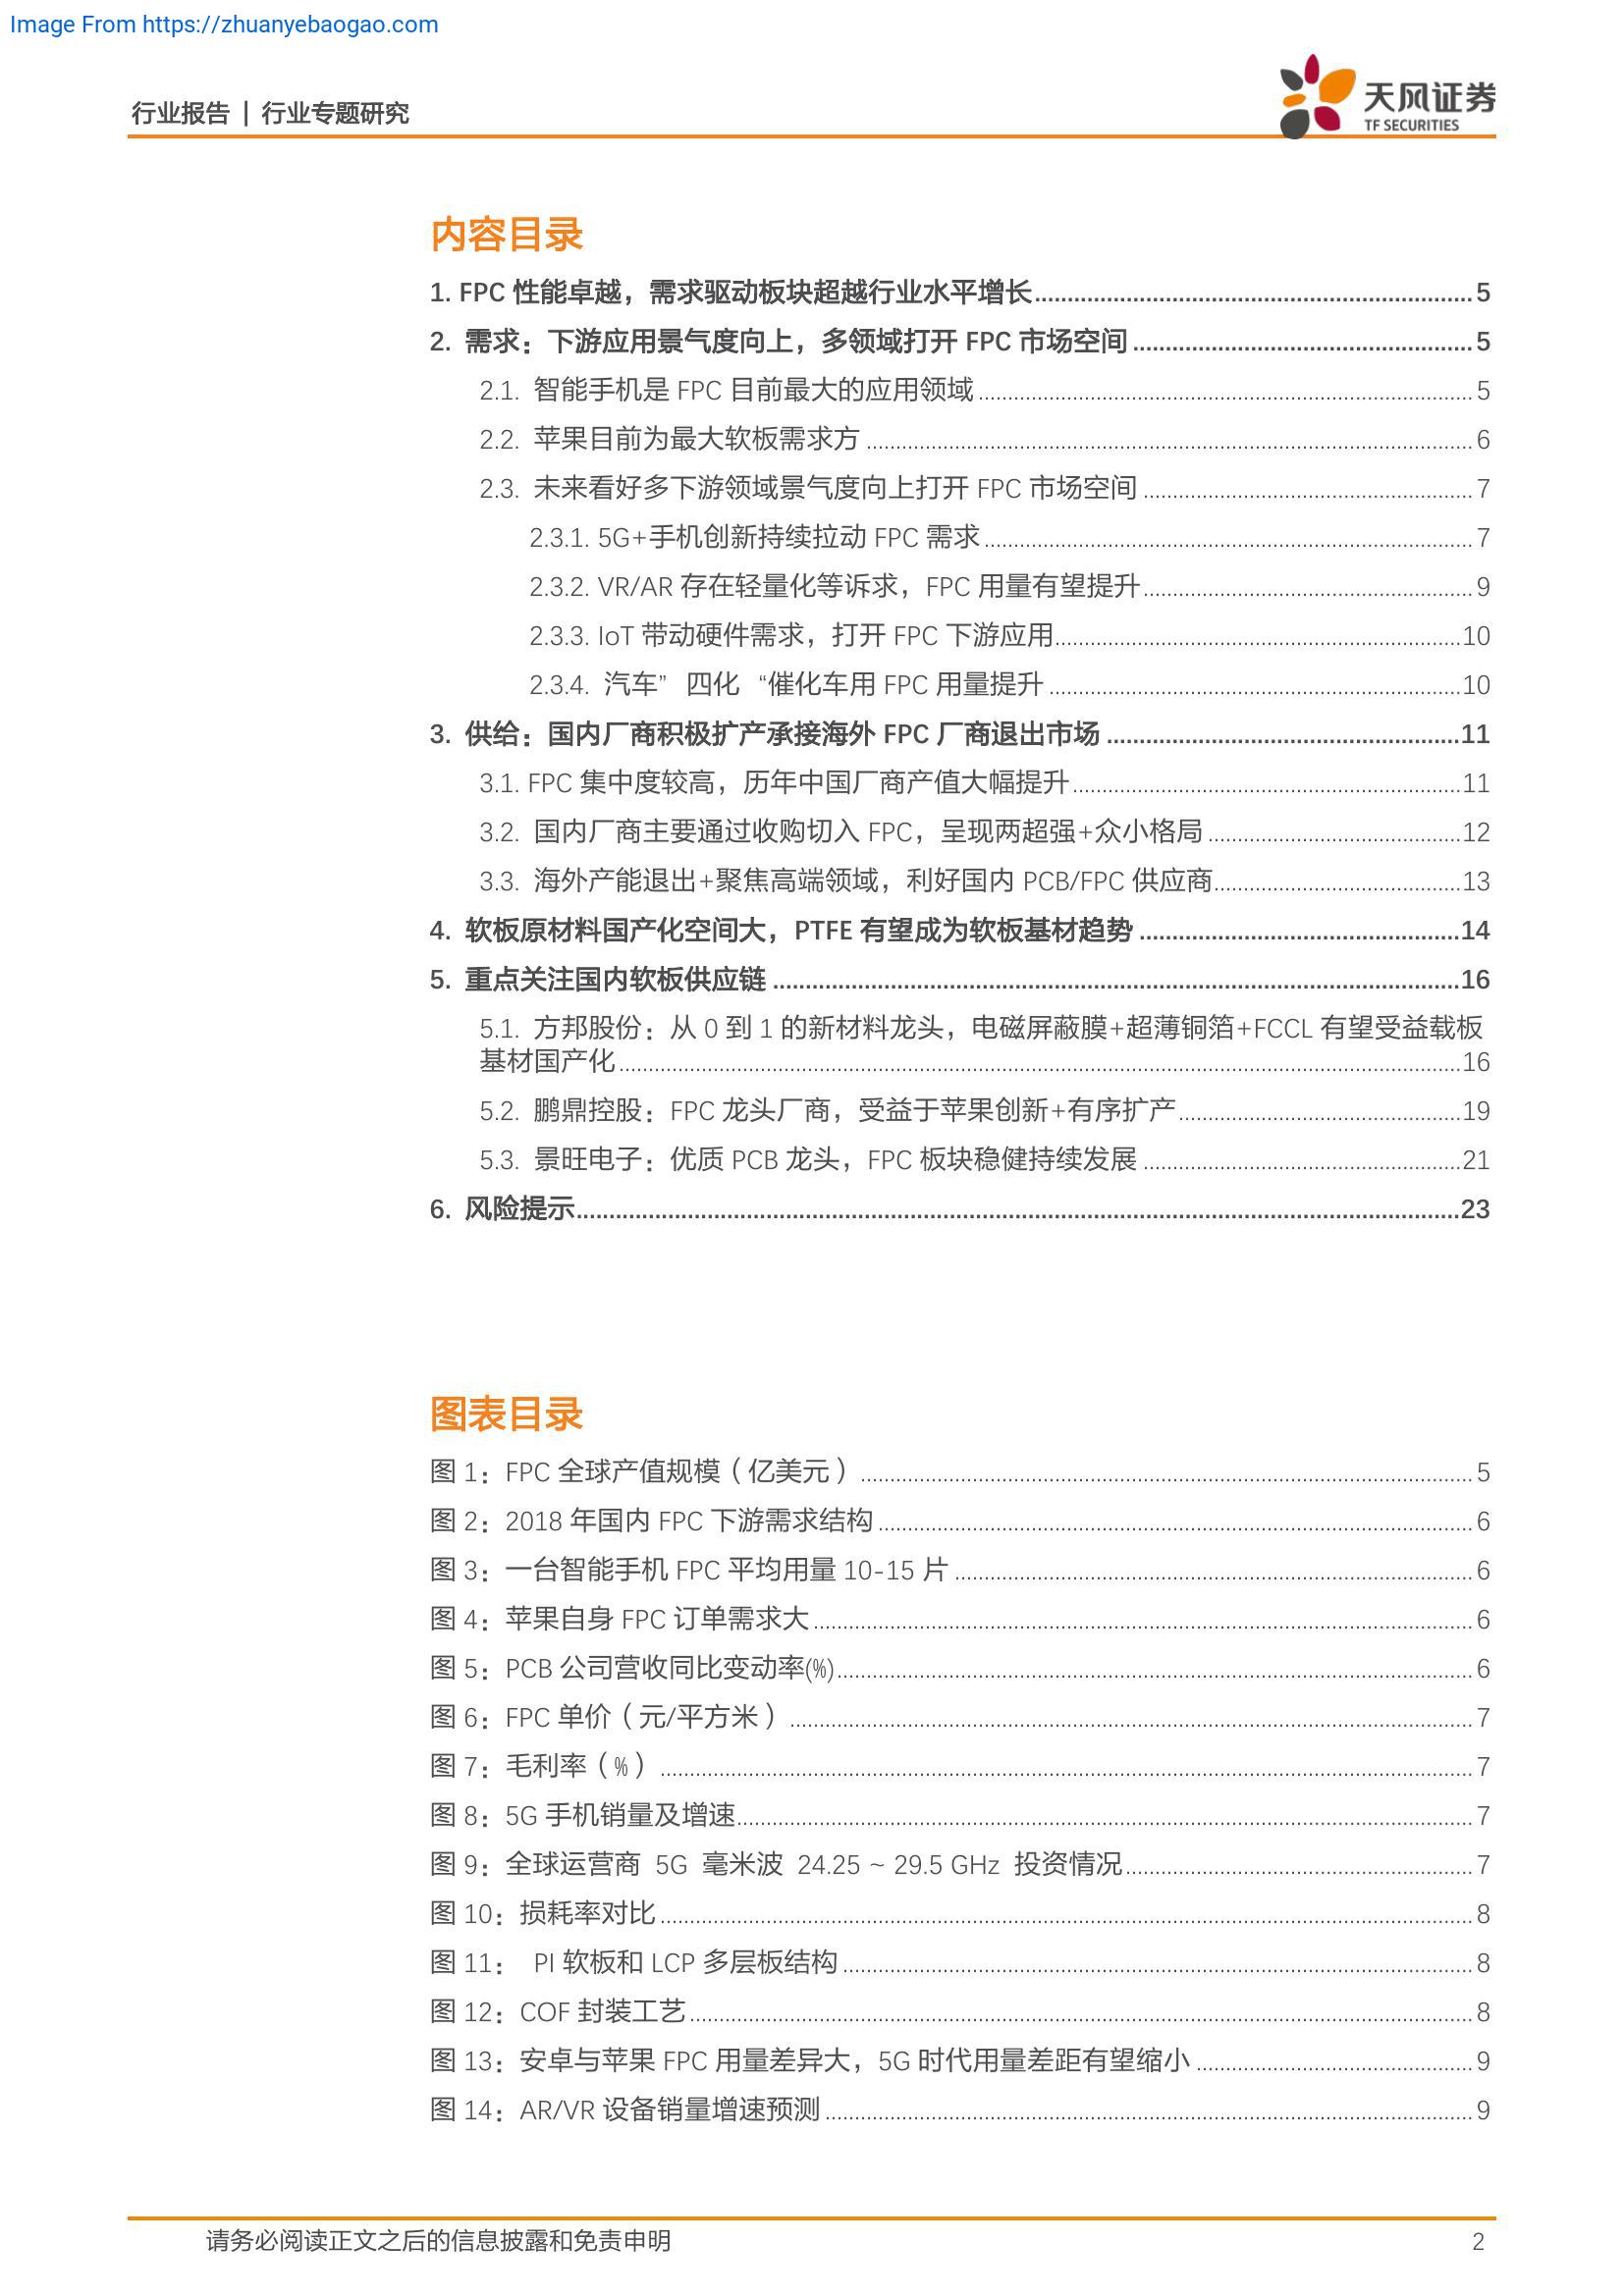 Image From https://zhuanyebaogao.com
行业报告 | 行业专题研究
天风证券
TF SECURITIES
内容目录
1. FPC 性能卓越，需求驱动板块超越行业水平增长 5
2. 需求：下游应用景气度向上，多领域打开 FPC 市场空间 5
2.1. 智能手机是 FPC 目前最大的应用领域 5
2.2. 苹果目前为最大软板需求方 6
2.3. 未来看好多下游领域景气度向上打开 FPC 市场空间 7
2.3.1. 5G+手机创新持续拉动 FPC 需求 7
2.3.2. VR/AR 存在轻量化等诉求，FPC 用量有望提升 9
2.3.3. IoT 带动硬件需求，打开 FPC 下游应用 10
2.3.4. 汽车” 四化 “催化车用 FPC 用量提升 10
3. 供给：国内厂商积极扩产承接海外 FPC 厂商退出市场 11
3.1. FPC 集中度较高，历年中国厂商产值大幅提升 11
3.2. 国内厂商主要通过收购切入 FPC，呈现两超强+众小格局 12
3.3. 海外产能退出+聚焦高端领域，利好国内 PCB/FPC 供应商 13
4. 软板原材料国产化空间大，PTFE 有望成为软板基材趋势 14
5. 重点关注国内软板供应链 16
5.1. 方邦股份：从 0 到 1 的新材料龙头，电磁屏蔽膜+超薄铜箔+FCCL 有望受益载板
基材国产化 16
5.2. 鹏鼎控股：FPC 龙头厂商，受益于苹果创新+有序扩产 19
5.3. 景旺电子：优质 PCB 龙头，FPC 板块稳健持续发展 21
6. 风险提示 23
图表目录
图 1：FPC 全球产值规模（亿美元） 5
图 2：2018 年国内 FPC 下游需求结构 6
图 3：一台智能手机 FPC 平均用量 10-15 片 6
图 4：苹果自身 FPC 订单需求大 6
图 5：PCB 公司营收同比变动率(%) 6
图 6：FPC 单价（元/平方米） 7
图 7：毛利率（%） 7
图 8：5G 手机销量及增速 7
图 9：全球运营商 5G 毫米波 24.25 ~ 29.5 GHz 投资情况 7
图 10：损耗率对比 8
图 11： PI 软板和 LCP 多层板结构 8
图 12：COF 封装工艺 8
图 13：安卓与苹果 FPC 用量差异大，5G 时代用量差距有望缩小 9
图 14：AR/VR 设备销量增速预测 9
请务必阅读正文之后的信息披露和免责申明 2